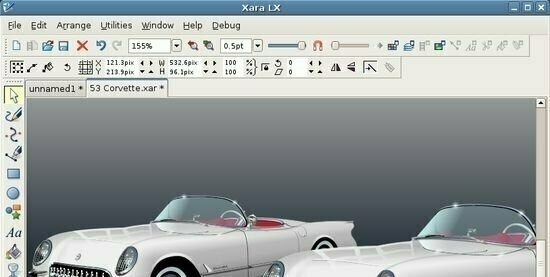 Xara LX
File Edit Arrange Utilities Window Help Debug
155% 0.5pt
X 121.3pix W 532.6pix 100 0
Y 213.9pix H 96.1pix 100 0
unnamed1 * 53 Corvette.xar *
Aa